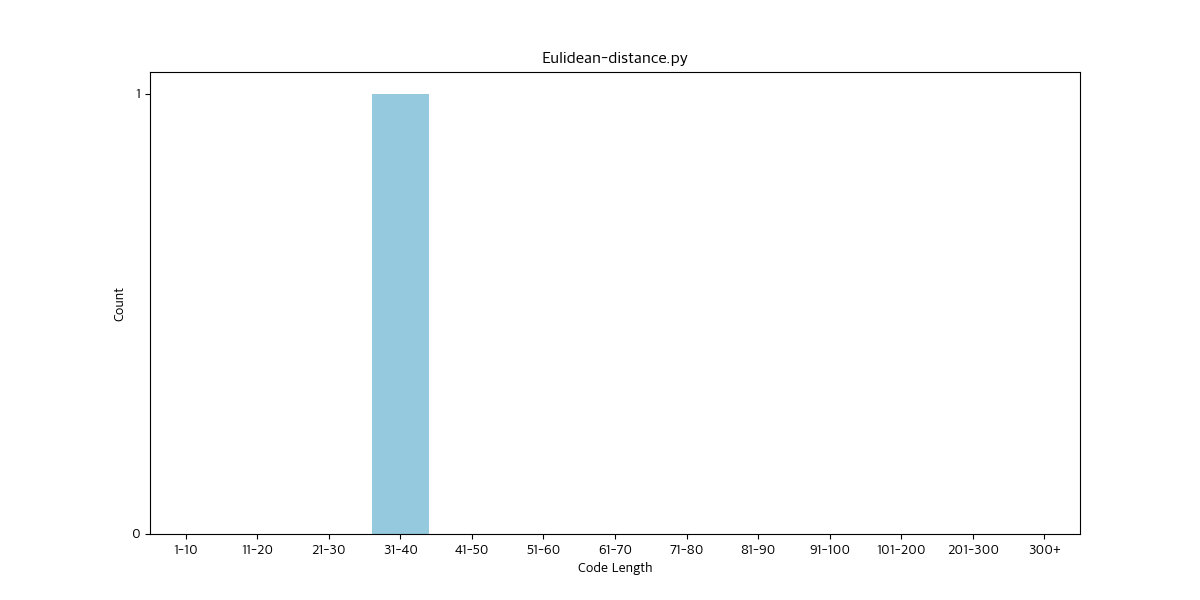 Eulidean-distance.py
1
Count
0
1-10 11-20 21-30 31-40 41-50 51-60 61-70 71-80 81-90 91-100 101-200 201-300 300+
Code Length